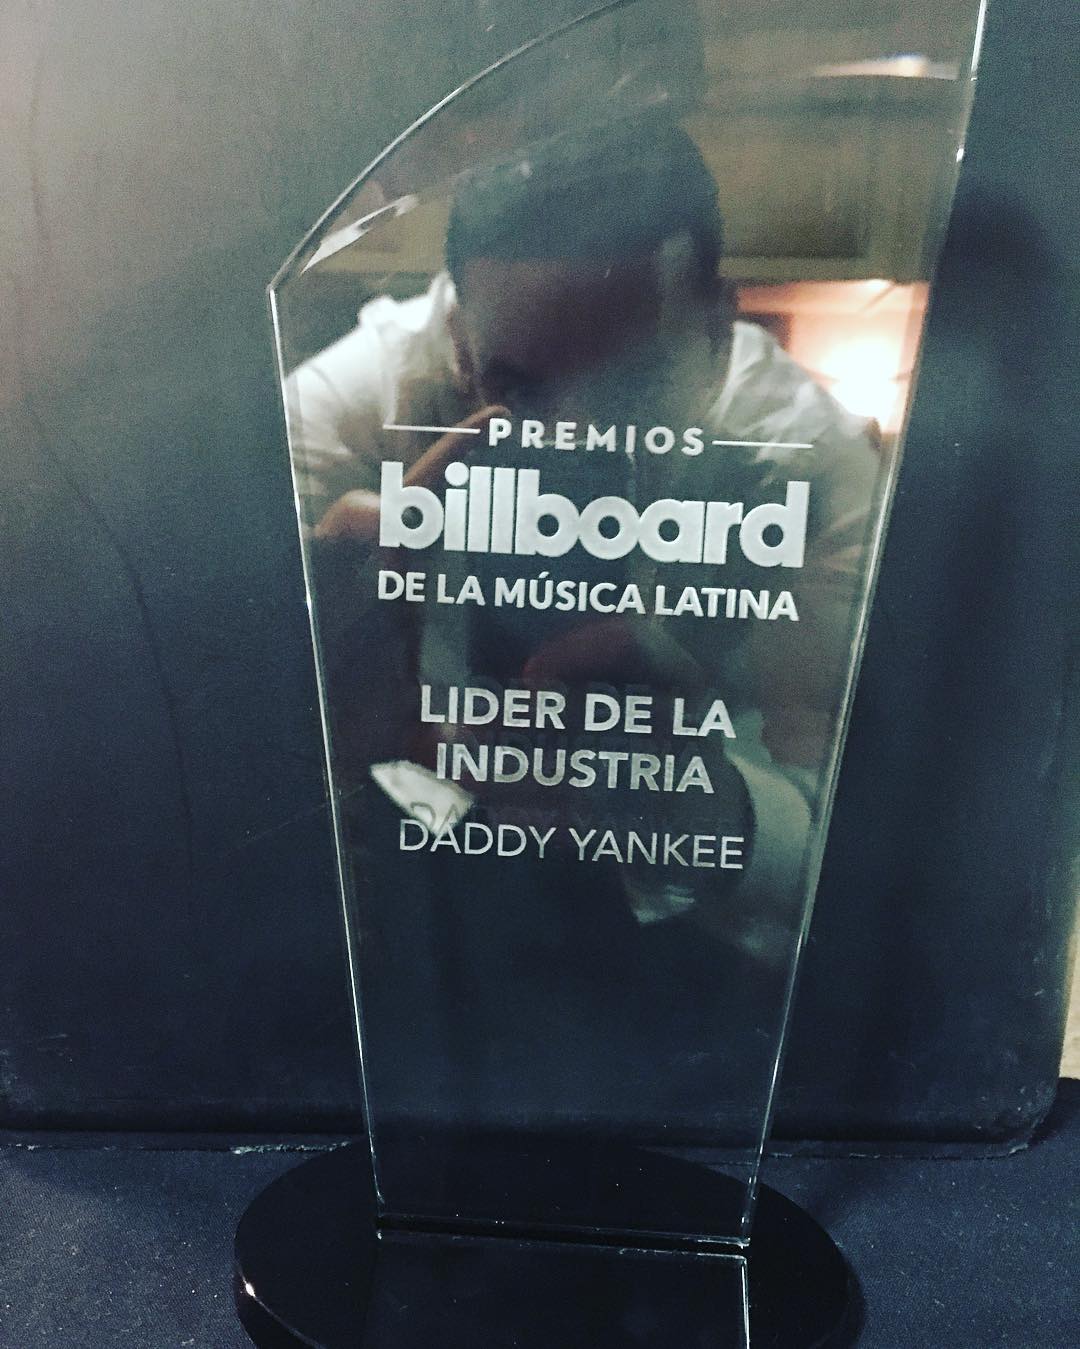 PREMIOS
billboard
DE LA MÚSICA LATINA
LIDER DE LA
INDUSTRIA
DADDY YANKEE